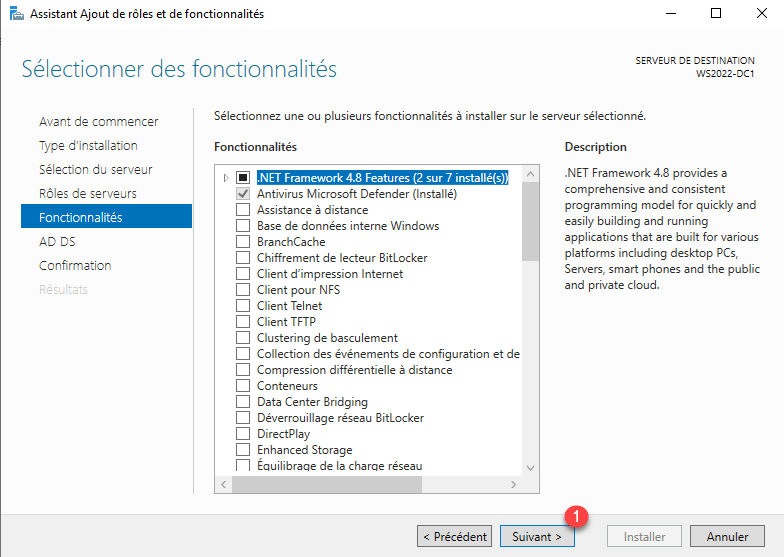 Assistant Ajout de rôles et de fonctionnalités
Sélectionner des fonctionnalités
SERVEUR DE DESTINATION
WS2022-DC1
Avant de commencer
Type d'installation
Sélection du serveur
Rôles de serveurs
Fonctionnalités
AD DS
Confirmation
Résultats
Sélectionnez une ou plusieurs fonctionnalités à installer sur le serveur sélectionné.
Fonctionnalités
.NET Framework 4.8 Features (2 sur 7 installé(s))
Antivirus Microsoft Defender (Installé)
Assistance à distance
Base de données interne Windows
BranchCache
Chiffrement de lecteur BitLocker
Client d'impression Internet
Client pour NFS
Client Telnet
Client TFTP
Clustering de basculement
Collection des événements de configuration et de
Compression différentielle à distance
Conteneurs
Data Center Bridging
Déverrouillage réseau BitLocker
DirectPlay
Enhanced Storage
Équilibrage de la charge réseau
Description
.NET Framework 4.8 provides a
comprehensive and consistent
programming model for quickly and
easily building and running
applications that are built for various
platforms including desktop PCs,
Servers, smart phones and the public
and private cloud.
1
< Précédent
Suivant >
Installer
Annuler